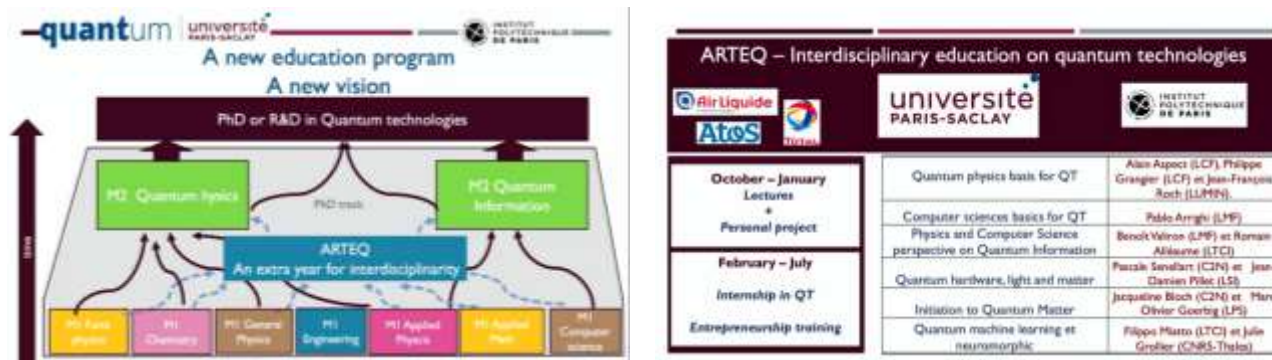 quantum
université
PARIS-SACLAY
INSTITUT
POLYTECHNIQUE
DE PARIS
A new education program
A new vision
PhD or R&D in Quantum technologies
M2 Quantum hysics
M2 Quantum
Information
PhD track
ARTEQ
An extra year for interdisciplinarity
M1
Chemistry
M1 General
Physics
M1
Engineering
M1 Applied
Physics
M1 Applied
Math
M1
Computer
science
ARTEQ – Interdisciplinary education on quantum technologies
Air Liquide
Atos
TOTAL
université
PARIS-SACLAY
INSTITUT
POLYTECHNIQUE
DE PARIS
October – January
Lectures
+
Personal project
February – July
Internship in QT
Entrepreneurship training
Quantum physics basis for QT
Alain Aspect (LCF), Philippe
Grangier (LCF) et Jean-François
Roch (LUMIN).
Computer sciences basics for QT
Pablo Arrighi (LMF)
Physics and Computer Science
perspective on Quantum Information
Benoît Valiron (LMF) et Romain
Alléaume (LTCI)
Quantum hardware, light and matter
Pascale Senellart (C2N) et Jean-
Damien Pillet (LSI)
Initiation to Quantum Matter
Jacqueline Bloch (C2N) et Marc
Olivier Goerbig (LPS)
Quantum machine learning et
neuromorphic
Filippo Miatto (LTCI) et Julie
Grollier (CNRS-Thales)